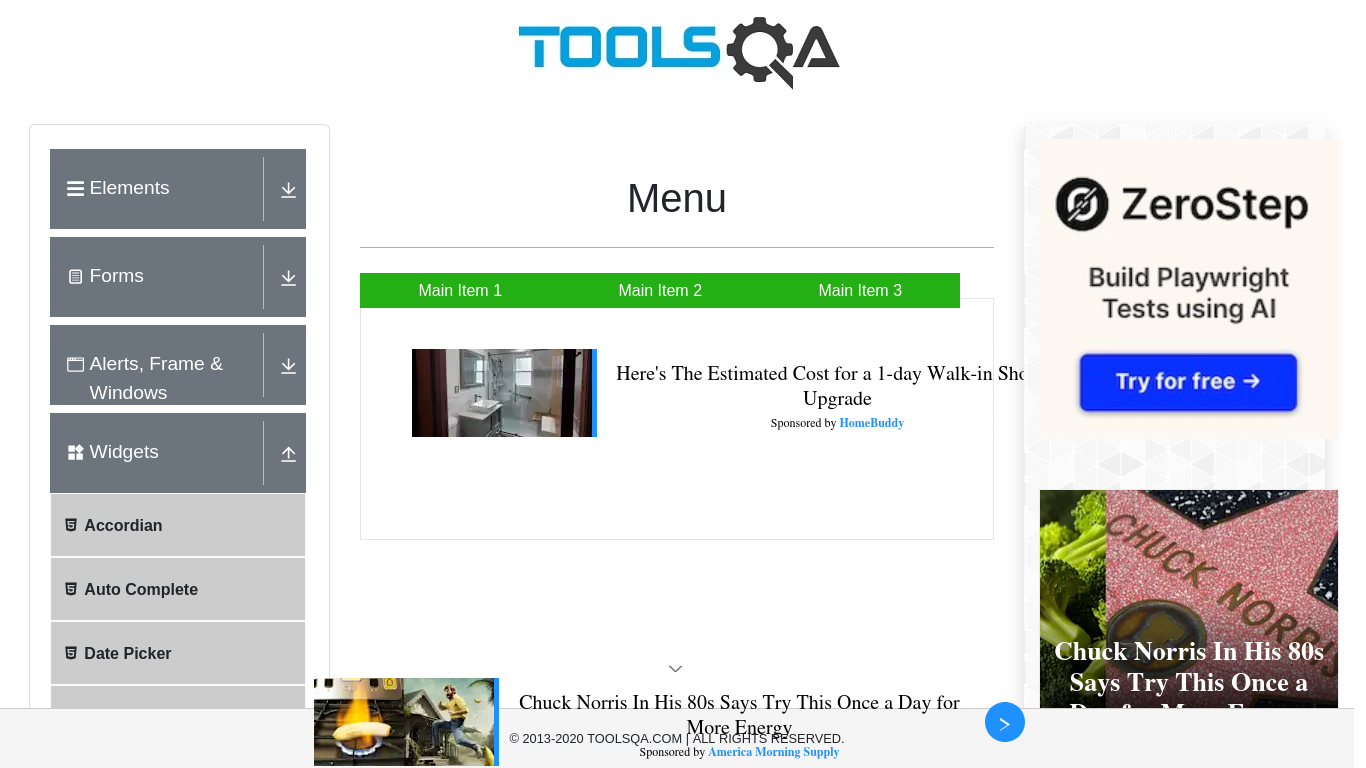 TOOLSQA
Elements
Forms
Alerts, Frame &
Windows
Widgets
Accordian
Auto Complete
Date Picker
Menu
Main Item 1
Main Item 2
Main Item 3
Here's The Estimated Cost for a 1-day Walk-in Sho
Upgrade
Sponsored by HomeBuddy
ZeroStep
Build Playwright
Tests using AI
Try for free →
CHUCK NORRIS
Chuck Norris In His 80s
Says Try This Once a
Day for More Energy
Chuck Norris In His 80s Says Try This Once a Day for
More Energy
© 2013-2020 TOOLSQA.COM | ALL RIGHTS RESERVED.
Sponsored by America Morning Supply